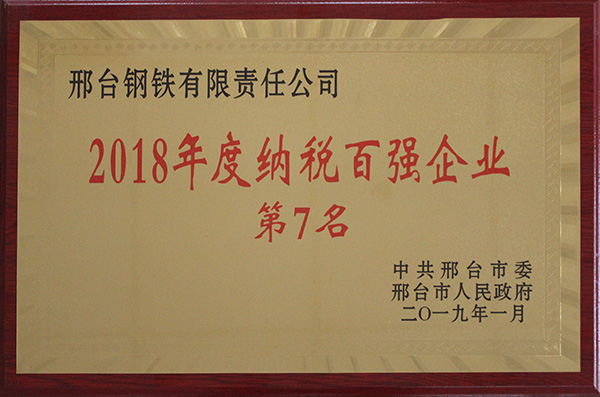 邢台钢铁有限责任公司
2018年度纳税百强企业
第7名
中共邢台市委
邢台市人民政府
二〇一九年一月